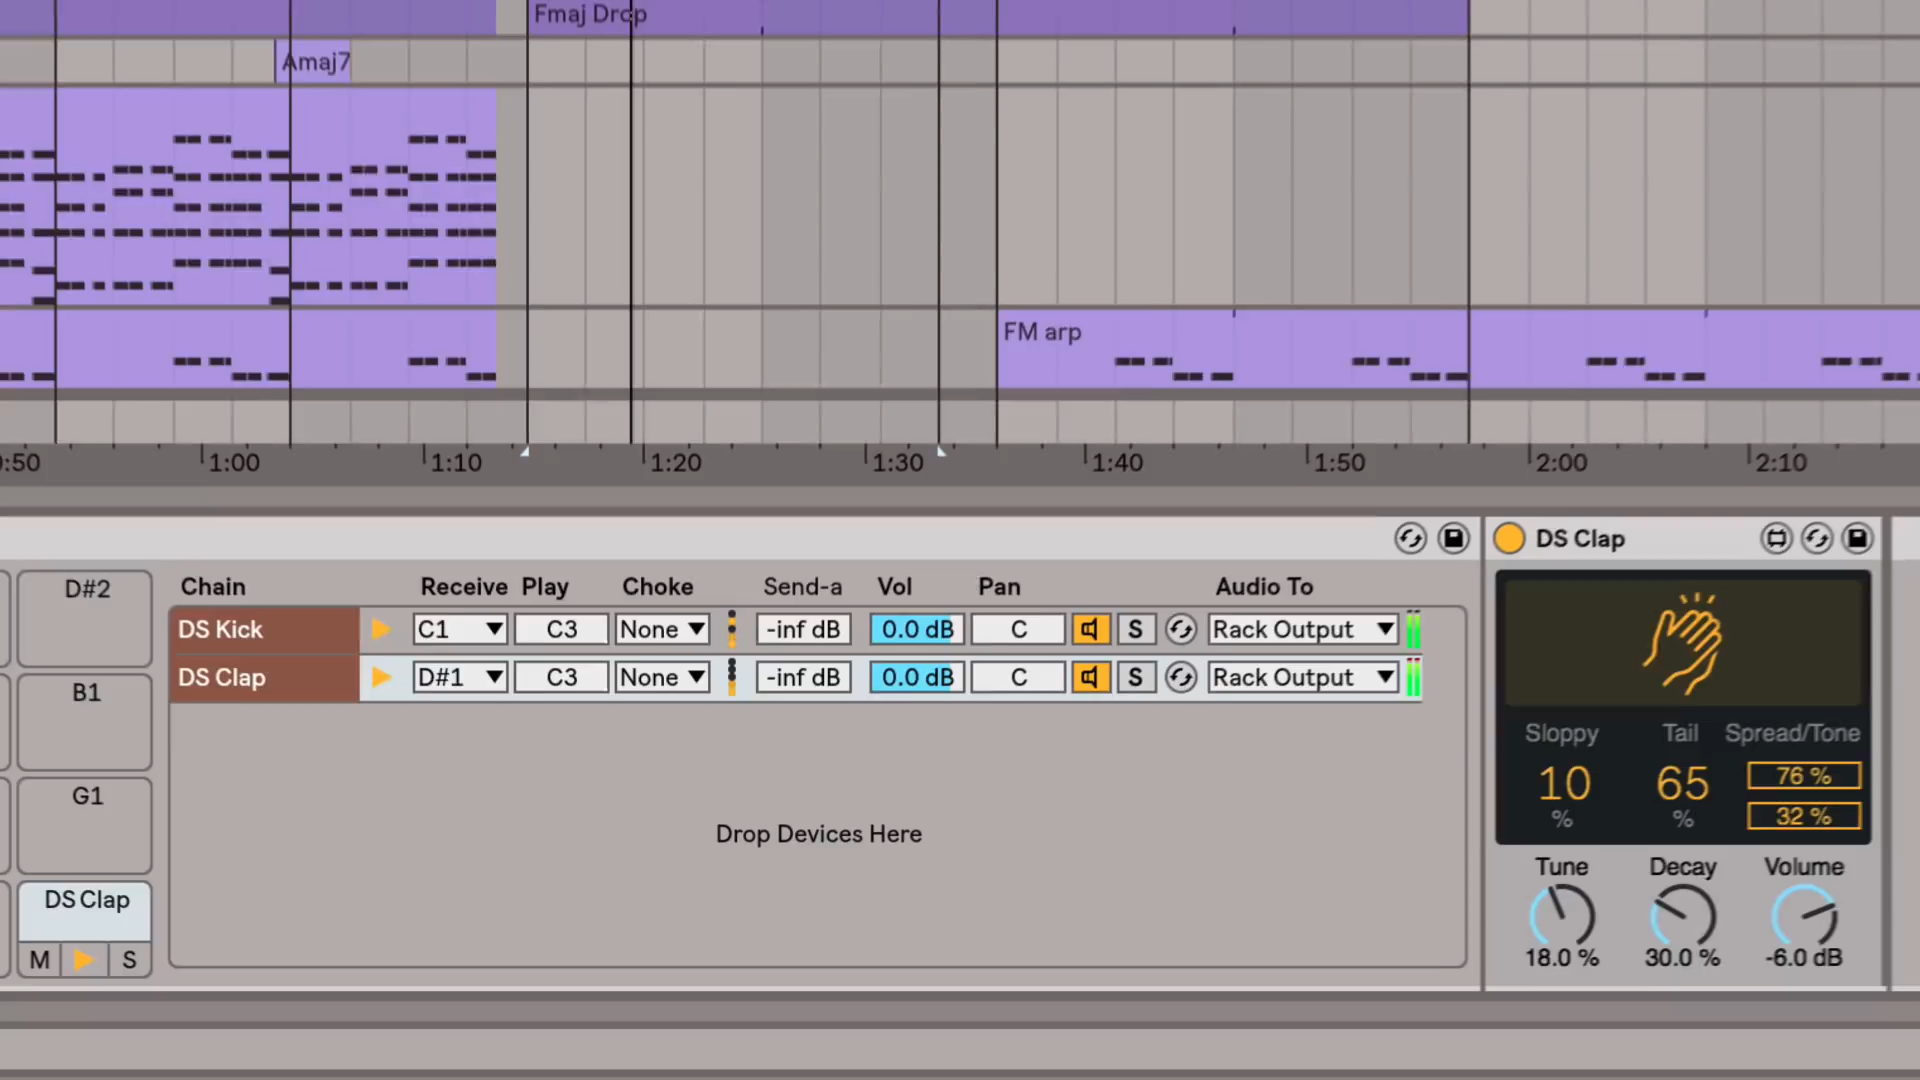 Fmaj Drop
Amaj7
FM arp
0:50 1:00 1:10 1:20 1:30 1:40 1:50 2:00 2:10
DS Clap
D#2
Chain Receive Play Choke Send-a Vol Pan Audio To
DS Kick C1 C3 None -inf dB 0.0 dB C S Rack Output
DS Clap D#1 C3 None -inf dB 0.0 dB C S Rack Output
B1
G1
Drop Devices Here
DS Clap
M S
Sloppy Tail Spread/Tone
10 65 76 %
% % 32 %
Tune Decay Volume
18.0 % 30.0 % -6.0 dB